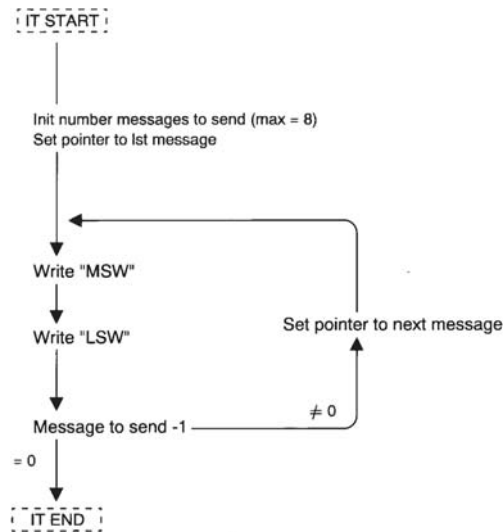 IT START
Init number messages to send (max = 8)
Set pointer to lst message
Write "MSW"
Write "LSW"
Set pointer to next message
≠ 0
Message to send -1
= 0
IT END